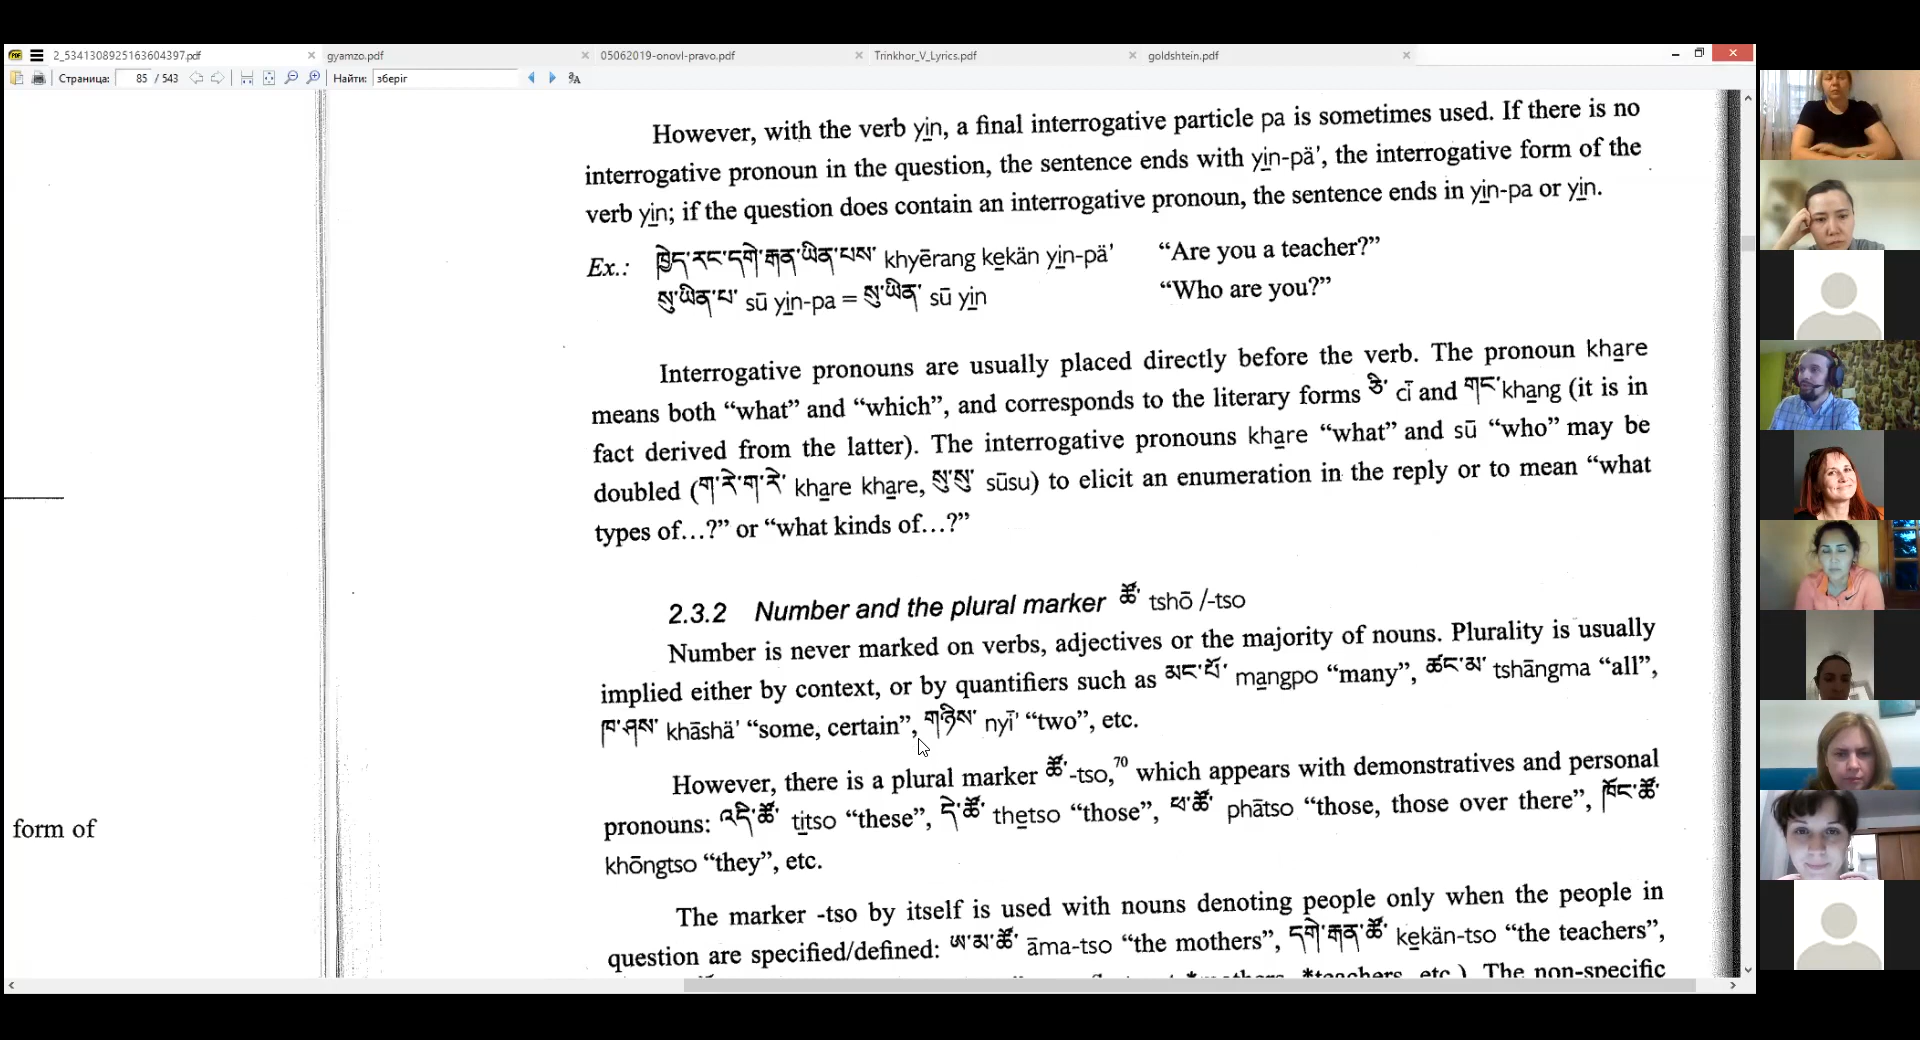 2_5341308925163604397.pdf
gyamzo.pdf
05062019-onovl-pravo.pdf
Trinkhor_V_Lyrics.pdf
goldshtein.pdf
Страница: 85 / 543 Найти: зберіг
However, with the verb yin, a final interrogative particle pa is sometimes used. If there is no
interrogative pronoun in the question, the sentence ends with yin-pä', the interrogative form of the
verb yin; if the question does contain an interrogative pronoun, the sentence ends in yin-pa or yin.
Ex.: ཁྱེད་རང་དགེ་རྒན་ཡིན་པས་ khyērang kekän yin-pä' “Are you a teacher?”
སུ་ཡིན་པ་ sū yin-pa = སུ་ཡིན་ sū yin “Who are you?”
Interrogative pronouns are usually placed directly before the verb. The pronoun khare
means both “what” and “which”, and corresponds to the literary forms ཅི་ cī and གང་ khang (it is in
fact derived from the latter). The interrogative pronouns khare “what” and sū “who” may be
doubled (ག་རེ་ག་རེ་ khare khare, སུ་སུ་ sūsu) to elicit an enumeration in the reply or to mean “what
types of…?” or “what kinds of…?”
2.3.2 Number and the plural marker ཚོ་ tshō /-tso
Number is never marked on verbs, adjectives or the majority of nouns. Plurality is usually
implied either by context, or by quantifiers such as མང་པོ་ mangpo “many”, ཚང་མ་ tshāngma “all”,
ཁ་ཤས་ khāshä' “some, certain”, གཉིས་ nyī' “two”, etc.
However, there is a plural marker ཚོ་ -tso,70 which appears with demonstratives and personal
pronouns: འདི་ཚོ་ titso “these”, དེ་ཚོ་ thetso “those”, ཕ་ཚོ་ phātso “those, those over there”, ཁོང་ཚོ་
khōngtso “they”, etc.
The marker -tso by itself is used with nouns denoting people only when the people in
question are specified/defined: ཨ་མ་ཚོ་ āma-tso “the mothers”, དགེ་རྒན་ཚོ་ kekän-tso “the teachers”,
*mothers, *teachers, etc.) The non-specific
form of